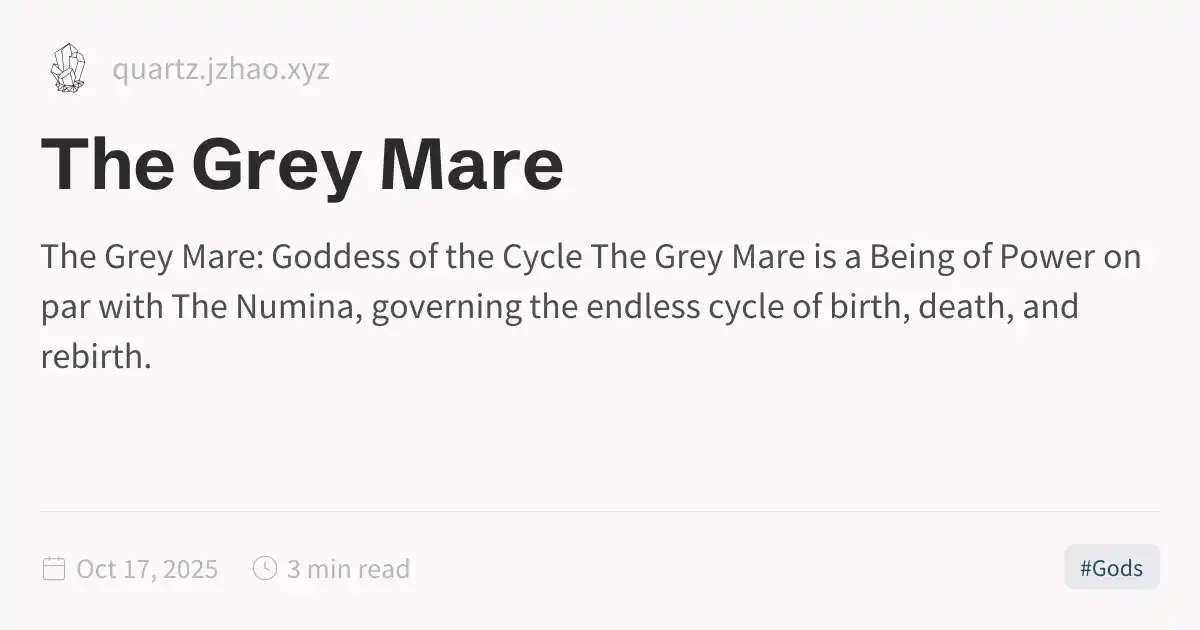 quartz.jzhao.xyz
The Grey Mare
The Grey Mare: Goddess of the Cycle The Grey Mare is a Being of Power on
par with The Numina, governing the endless cycle of birth, death, and
rebirth.
Oct 17, 2025 3 min read #Gods